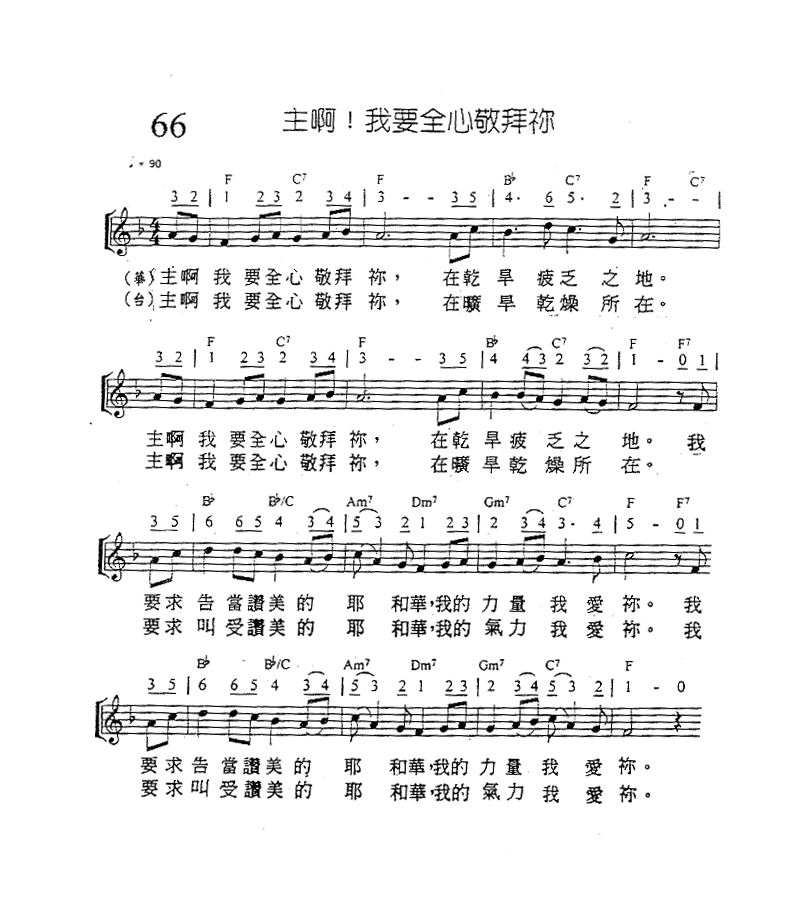 66 主啊！我要全心敬拜祢
♩= 90
F C7 F B♭ C7 F C7
3 2 | 1 2 3 2 3 4 | 3 - - 3 5 | 4· 6 5· 2 | 3 - - |
(華)主啊我要全心敬拜祢，在乾旱疲乏之地。
(台)主啊我要全心敬拜祢，在曠旱乾燥所在。
F C7 F B♭ C7 F F7
3 2 | 1 2 3 2 3 4 | 3 - - 3 5 | 4 4 3 2 3 2 | 1 - 0 1 |
主啊我要全心敬拜祢，在乾旱疲乏之地。我
主啊我要全心敬拜祢，在曠旱乾燥所在。
B♭ B♭/C Am7 Dm7 Gm7 C7 F F7
3 5 | 6 6 5 4 3 4 | 5 3 2 1 2 3 | 2 3 4 3· 4 | 5 - 0 1
要求告當讚美的耶和華，我的力量我愛祢。我
要求叫受讚美的耶和華，我的氣力我愛祢。我
B♭ B♭/C Am7 Dm7 Gm7 C7 F
3 5 | 6 6 5 4 3 4 | 5 3 2 1 2 3 | 2 3 4 5 3 2 | 1 - 0
要求告當讚美的耶和華，我的力量我愛祢。
要求叫受讚美的耶和華，我的氣力我愛祢。